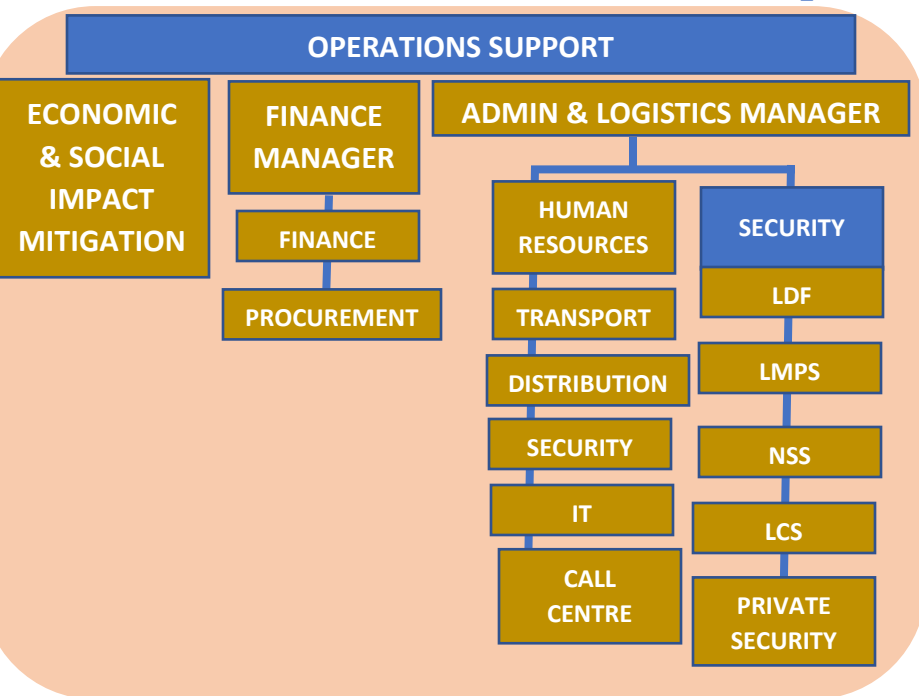 OPERATIONS SUPPORT
ECONOMIC
& SOCIAL
IMPACT
MITIGATION
FINANCE
MANAGER
FINANCE
PROCUREMENT
ADMIN & LOGISTICS MANAGER
HUMAN
RESOURCES
TRANSPORT
DISTRIBUTION
SECURITY
IT
CALL
CENTRE
SECURITY
LDF
LMPS
NSS
LCS
PRIVATE
SECURITY